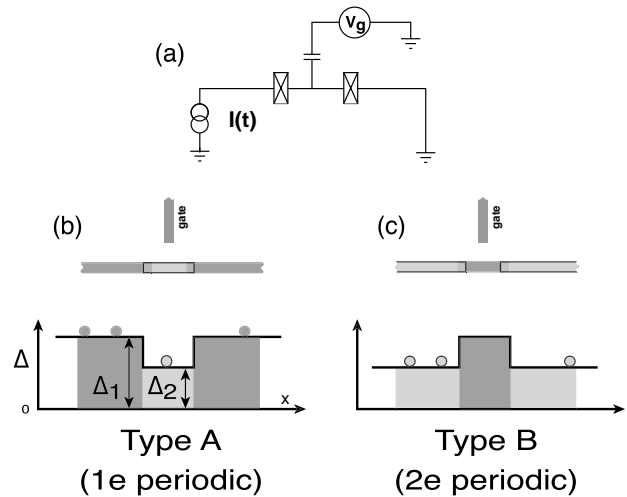 (a)
Vg
I(t)
(b)
gate
(c)
gate
Δ
Δ1
Δ2
0
x
Type A
(1e periodic)
Type B
(2e periodic)